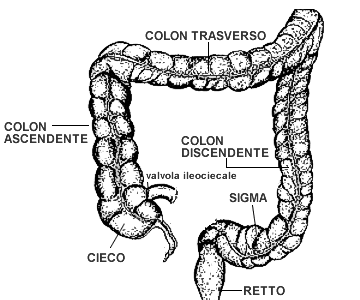 COLON TRASVERSO
COLON
ASCENDENTE
COLON
DISCENDENTE
valvola ileociecale
SIGMA
CIECO
RETTO